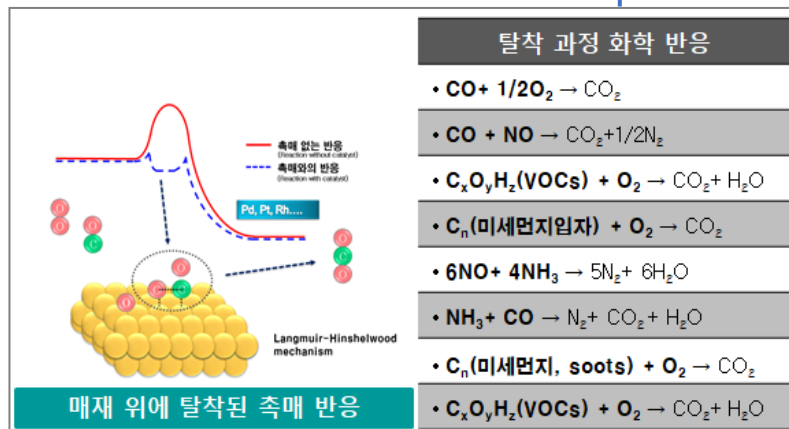 촉매 없는 반응
(Reaction without catalyst)
촉매와의 반응
(Reaction with catalyst)
Pd, Pt, Rh....
O
O
O
C
O
O
C
O
O
C
O
Langmuir-Hinshelwood
mechanism
매재 위에 탈착된 촉매 반응
탈착 과정 화학 반응
• CO+ 1/2O₂ → CO₂
• CO + NO → CO₂+1/2N₂
• CₓOᵧH𝓏(VOCs) + O₂ → CO₂+ H₂O
• Cₙ(미세먼지입자) + O₂ → CO₂
• 6NO+ 4NH₃ → 5N₂+ 6H₂O
• NH₃+ CO → N₂+ CO₂ + H₂O
• Cₙ(미세먼지, soots) + O₂ → CO₂
• CₓOᵧH𝓏(VOCs) + O₂ → CO₂+ H₂O